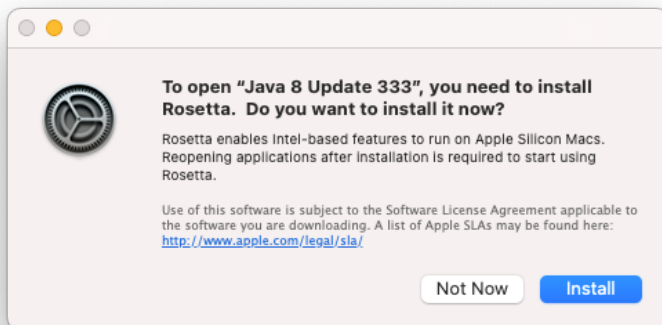 To open “Java 8 Update 333”, you need to install
Rosetta.  Do you want to install it now?
Rosetta enables Intel-based features to run on Apple Silicon Macs.
Reopening applications after installation is required to start using
Rosetta.
Use of this software is subject to the Software License Agreement applicable to
the software you are downloading. A list of Apple SLAs may be found here:
http://www.apple.com/legal/sla/
Not Now
Install